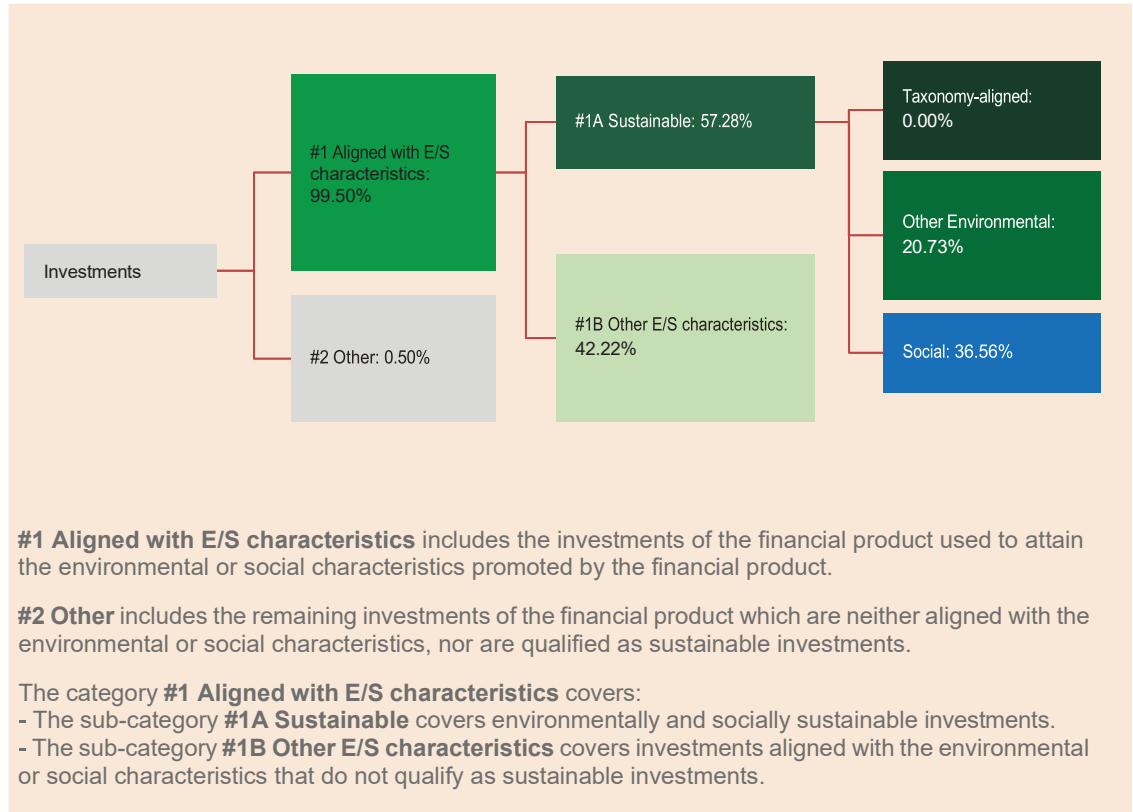 Investments
#1 Aligned with E/S
characteristics:
99.50%
#2 Other: 0.50%
#1A Sustainable: 57.28%
#1B Other E/S characteristics:
42.22%
Taxonomy-aligned:
0.00%
Other Environmental:
20.73%
Social: 36.56%
#1 Aligned with E/S characteristics includes the investments of the financial product used to attain
the environmental or social characteristics promoted by the financial product.
#2 Other includes the remaining investments of the financial product which are neither aligned with the
environmental or social characteristics, nor are qualified as sustainable investments.
The category #1 Aligned with E/S characteristics covers:
- The sub-category #1A Sustainable covers environmentally and socially sustainable investments.
- The sub-category #1B Other E/S characteristics covers investments aligned with the environmental
or social characteristics that do not qualify as sustainable investments.